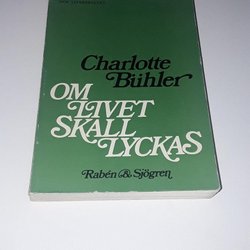 Charlotte
Bühler
OM
LIVET
SKALL
LYCKAS
Rabén & Sjögren